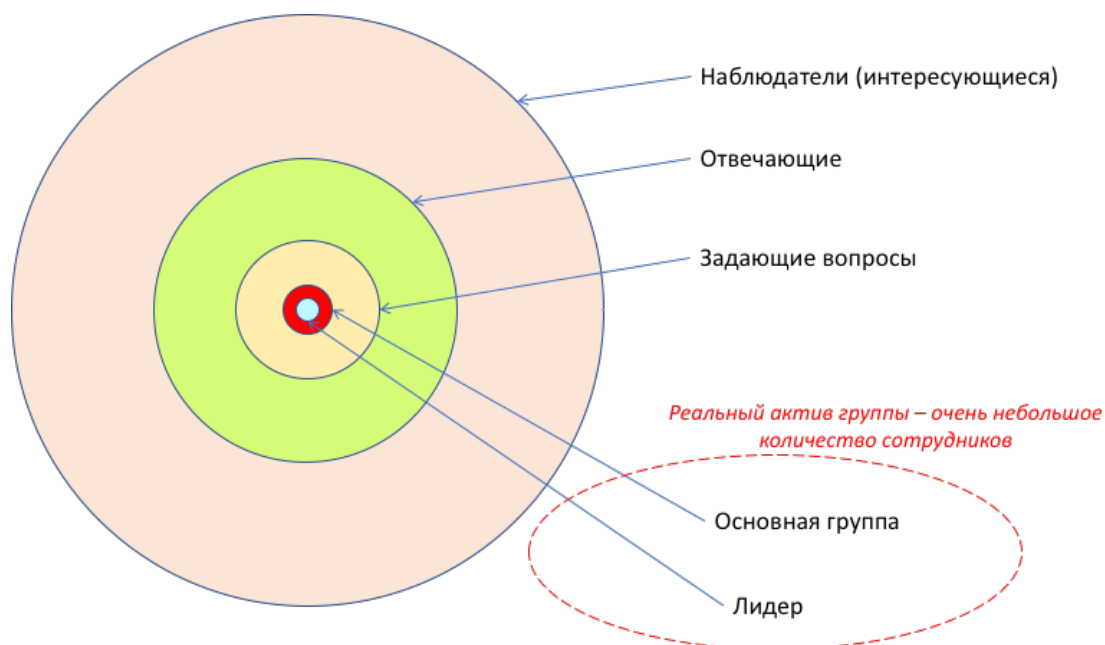 Наблюдатели (интересующиеся)
Отвечающие
Задающие вопросы
Реальный актив группы – очень небольшое
количество сотрудников
Основная группа
Лидер